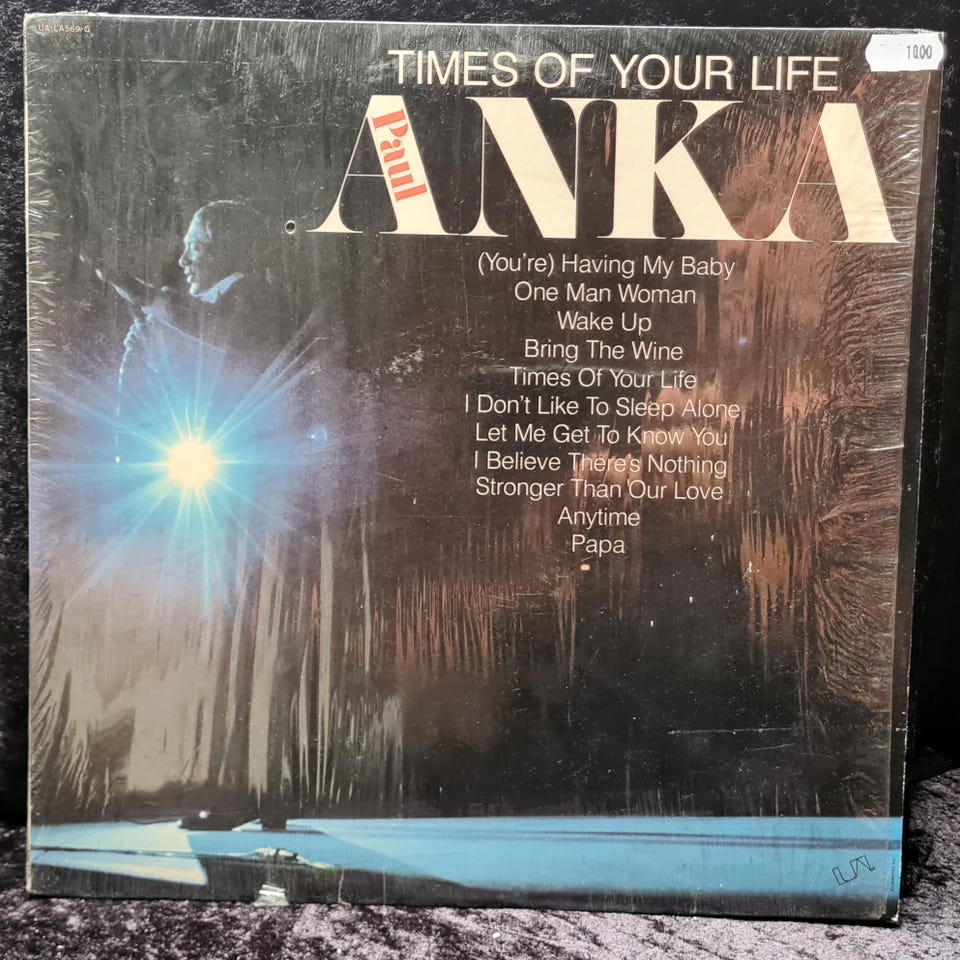 UA-LA569-G
10.00
TIMES OF YOUR LIFE
Paul
ANKA
(You're) Having My Baby
One Man Woman
Wake Up
Bring The Wine
Times Of Your Life
I Don't Like To Sleep Alone
Let Me Get To Know You
I Believe There's Nothing
Stronger Than Our Love
Anytime
Papa
UA